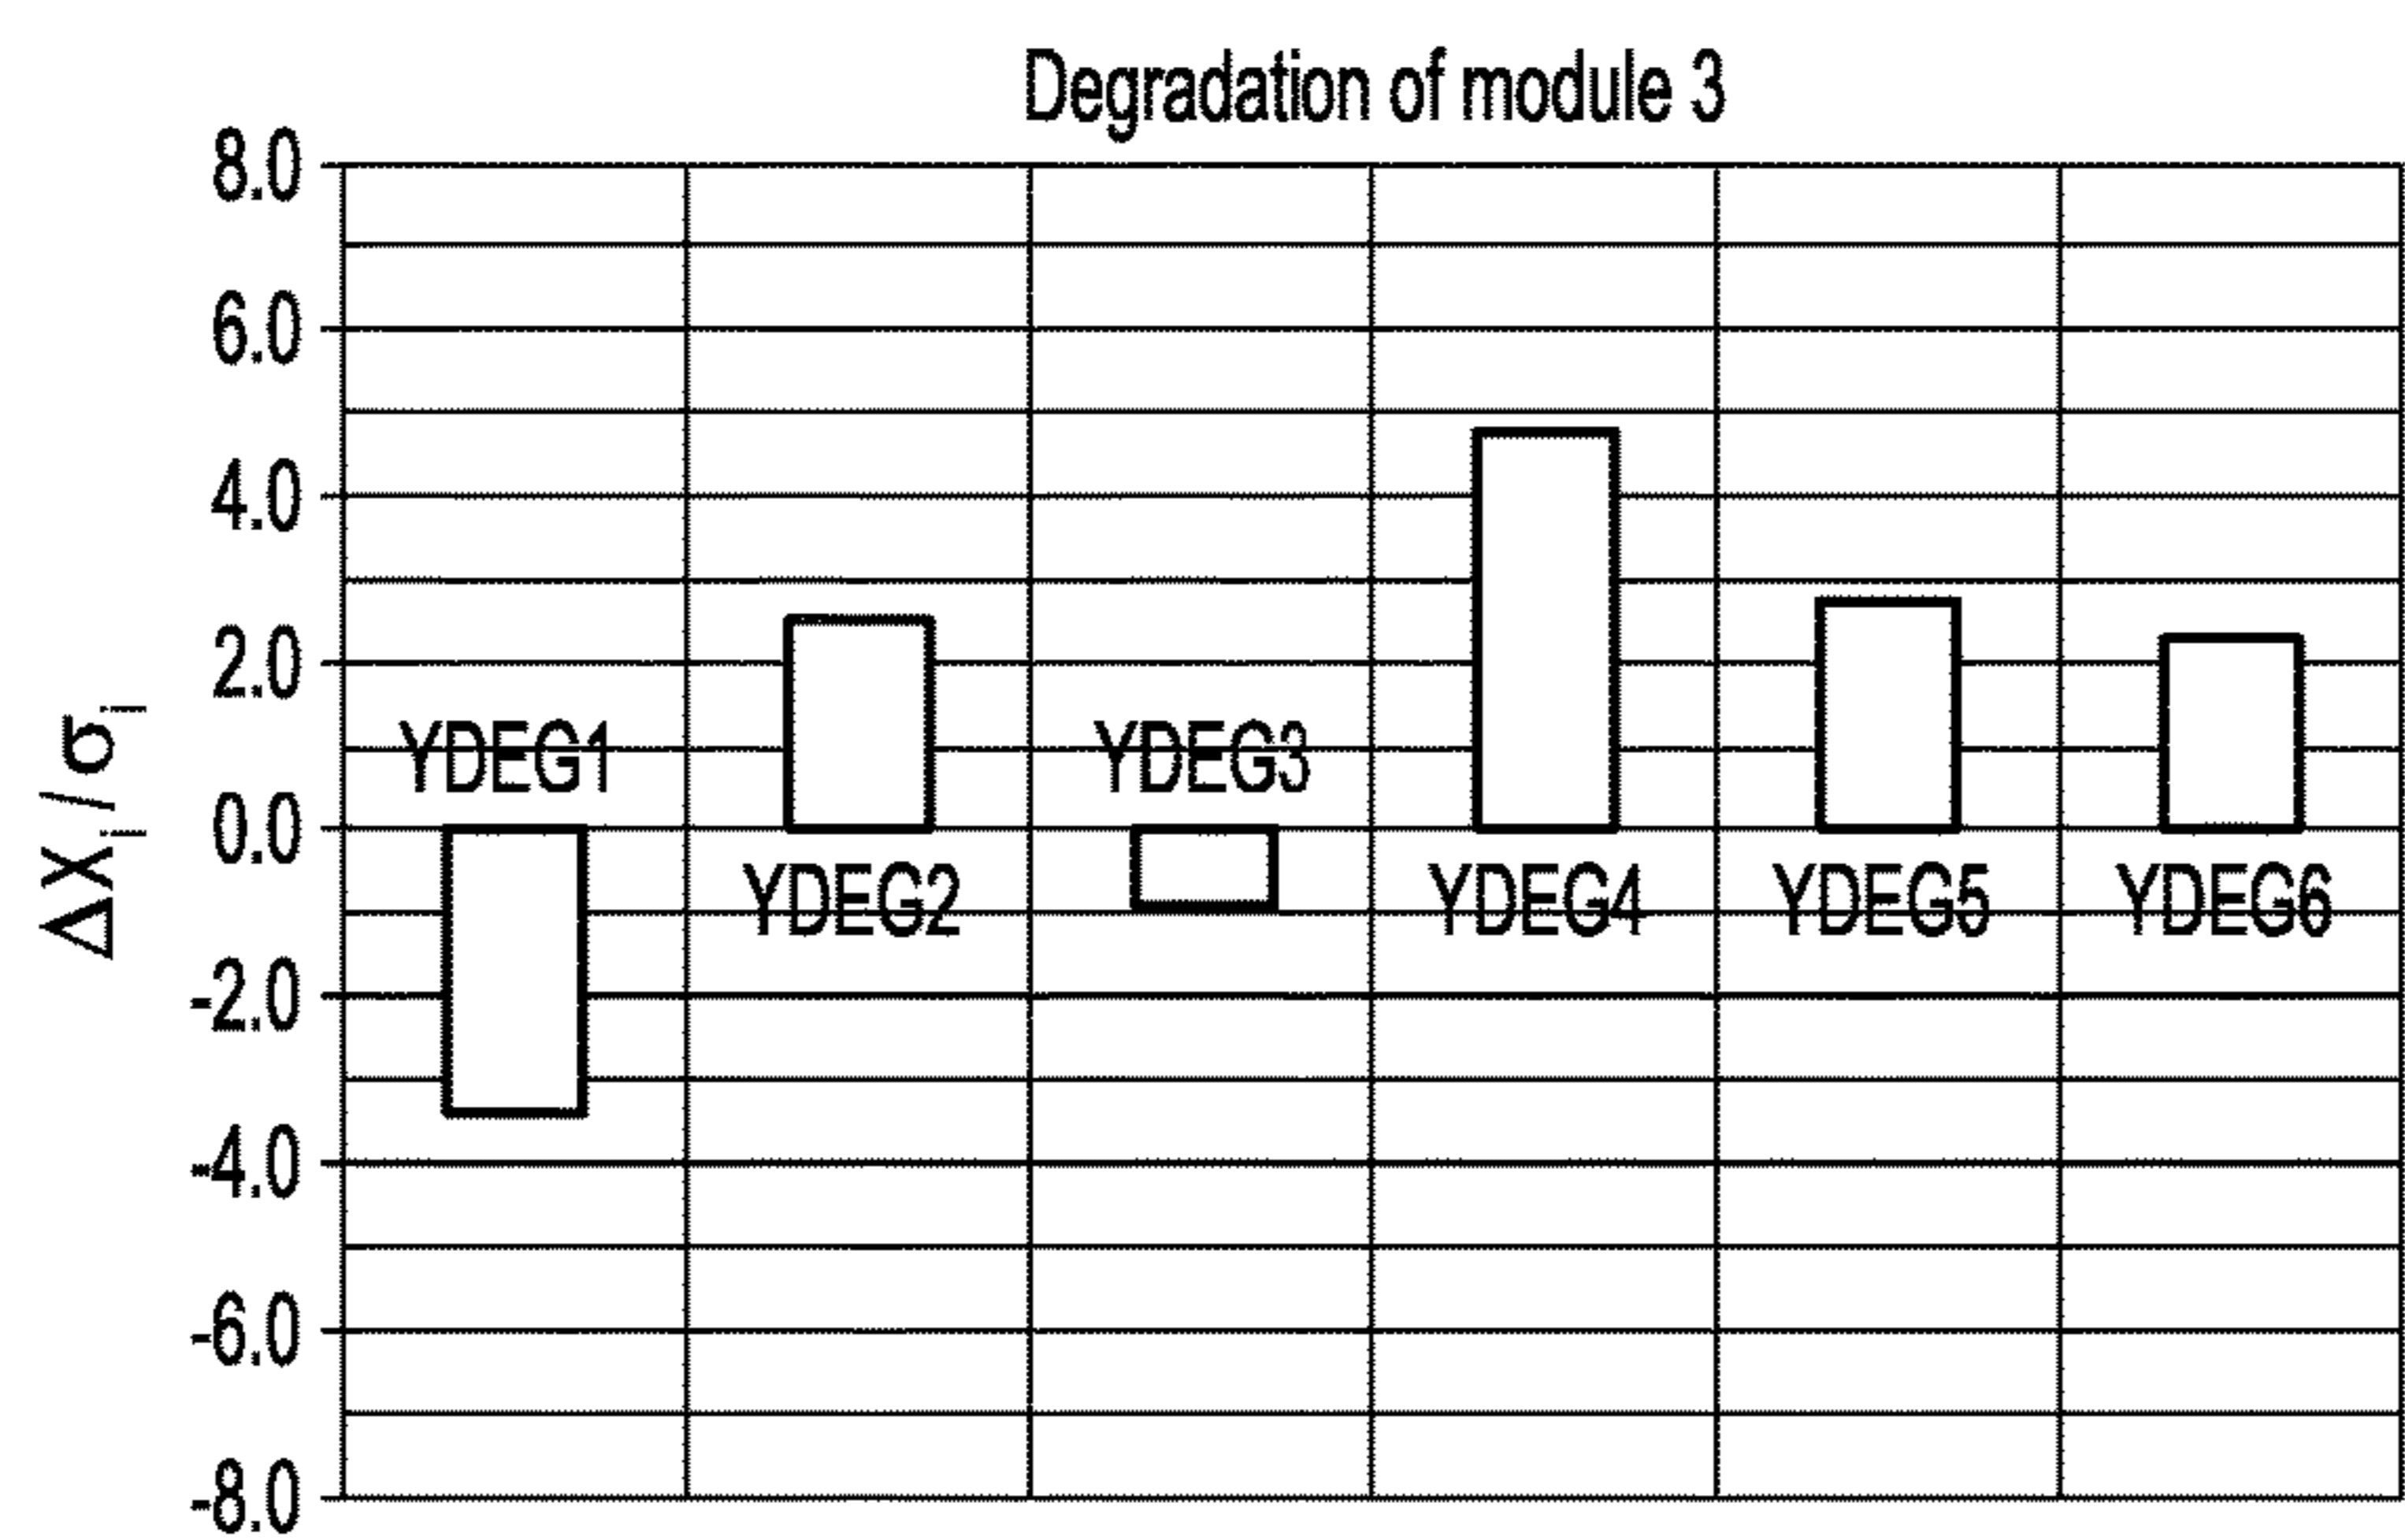 Degradation of module 3
8.0
6.0
4.0
2.0
0.0
-2.0
-4.0
-6.0
-8.0
ΔXᵢ/σᵢ
YDEG1
YDEG2
YDEG3
YDEG4
YDEG5
YDEG6